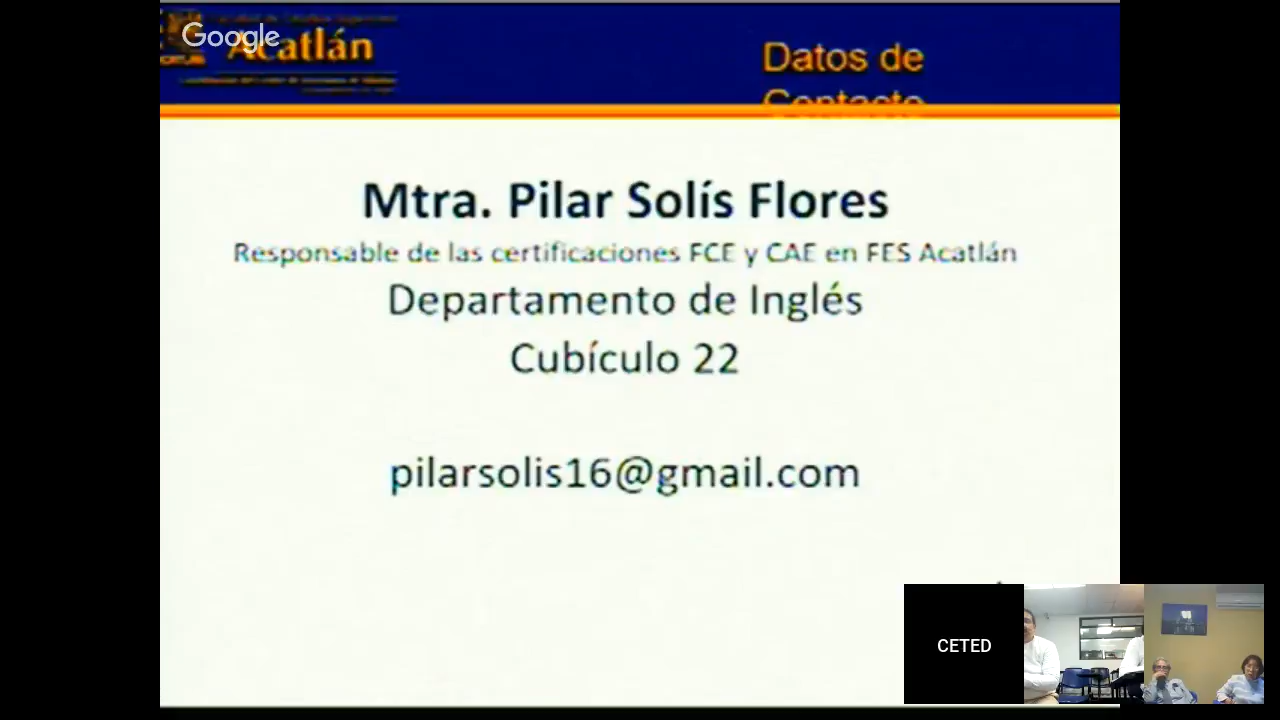 Google
Acatlán
Datos de
Contacto
Mtra. Pilar Solís Flores
Responsable de las certificaciones FCE y CAE en FES Acatlán
Departamento de Inglés
Cubículo 22
pilarsolis16@gmail.com
CETED